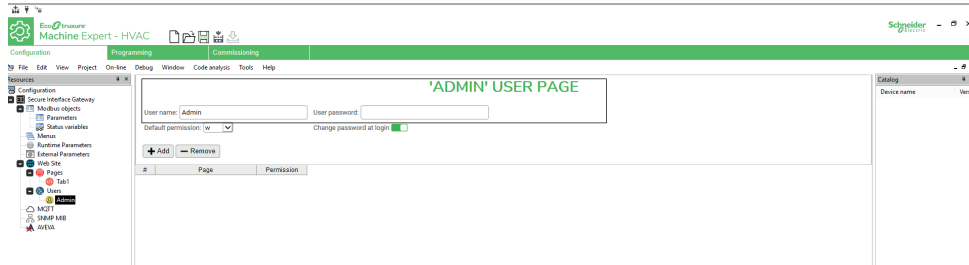 EcoStruxure
Machine Expert - HVAC
Schneider
Electric
Configuration Programming Commissioning
File Edit View Project On-line Debug Window Code analysis Tools Help
Resources
Catalog
Configuration
Secure Interface Gateway
Modbus objects
Parameters
Status variables
Menus
Runtime Parameters
External Parameters
Web Site
Pages
Tab1
Users
Admin
MQTT
SNMP MIB
AVEVA
'ADMIN' USER PAGE
User name: Admin User password:
Default permission: w Change password at login
Add Remove
# Page Permission
Device name Ver